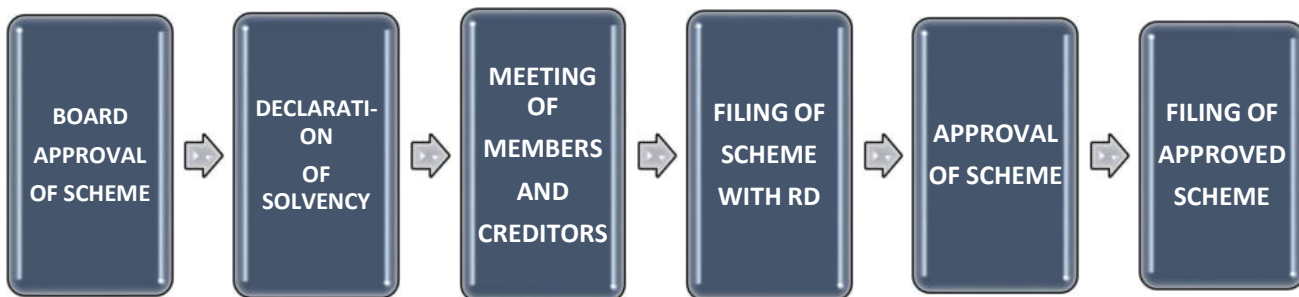 BOARD
APPROVAL
OF SCHEME
DECLARATI-
ON
OF
SOLVENCY
MEETING
OF
MEMBERS
AND
CREDITORS
FILING OF
SCHEME
WITH RD
APPROVAL
OF SCHEME
FILING OF
APPROVED
SCHEME